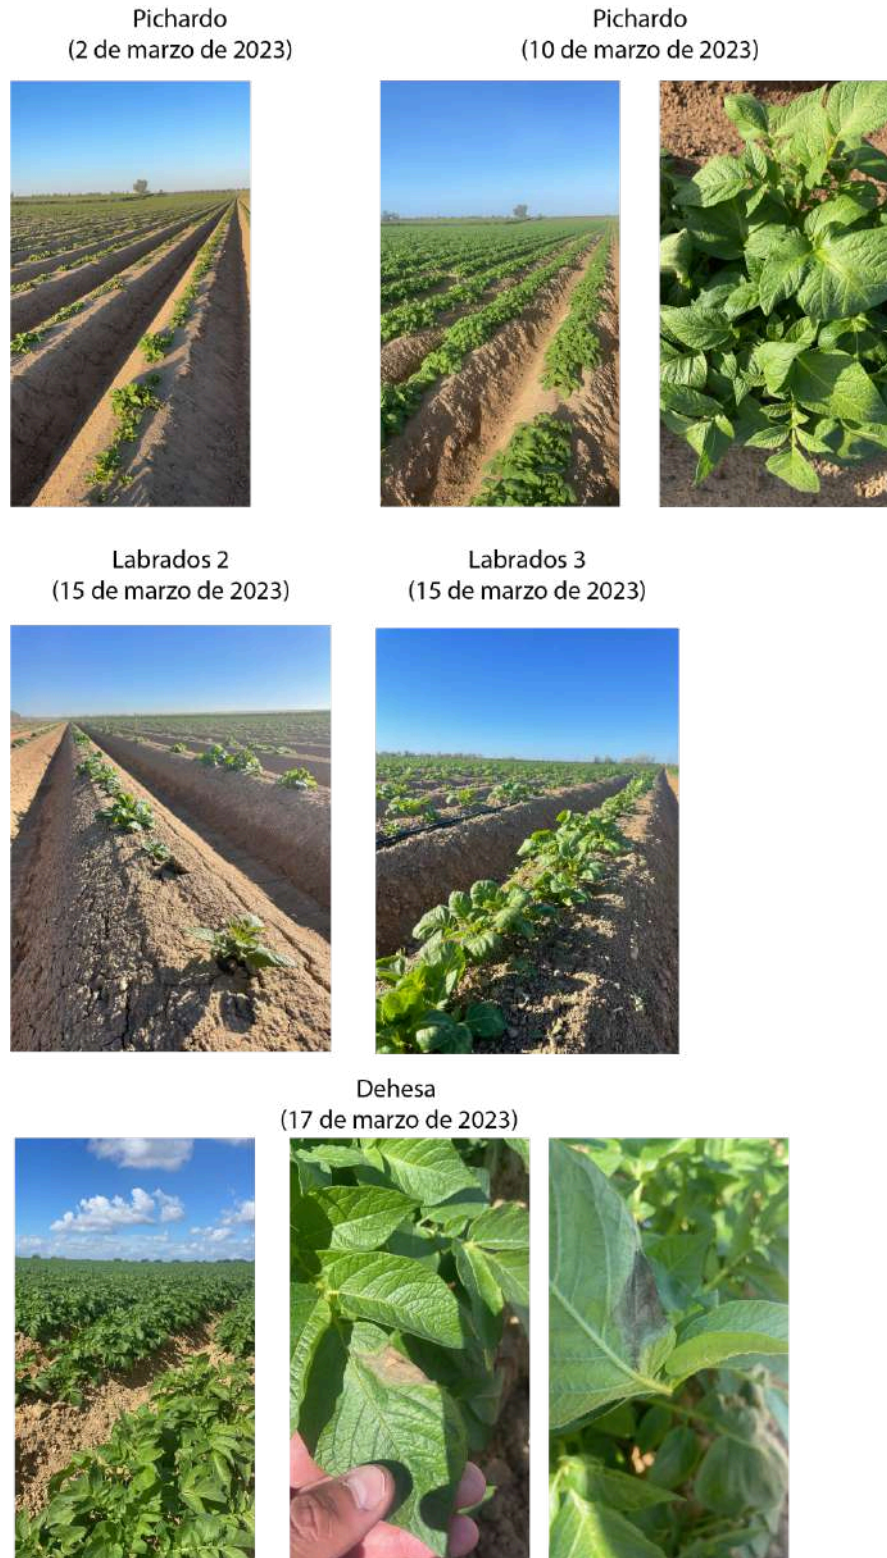 Pichardo
(2 de marzo de 2023)
Pichardo
(10 de marzo de 2023)
Labrados 2
(15 de marzo de 2023)
Labrados 3
(15 de marzo de 2023)
Dehesa
(17 de marzo de 2023)